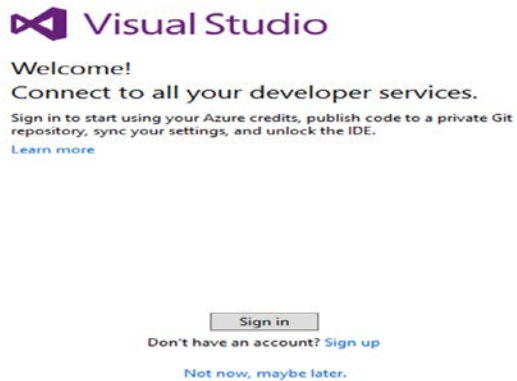 Visual Studio
Welcome!
Connect to all your developer services.
Sign in to start using your Azure credits, publish code to a private Git
repository, sync your settings, and unlock the IDE.
Learn more
Sign in
Don't have an account? Sign up
Not now, maybe later.